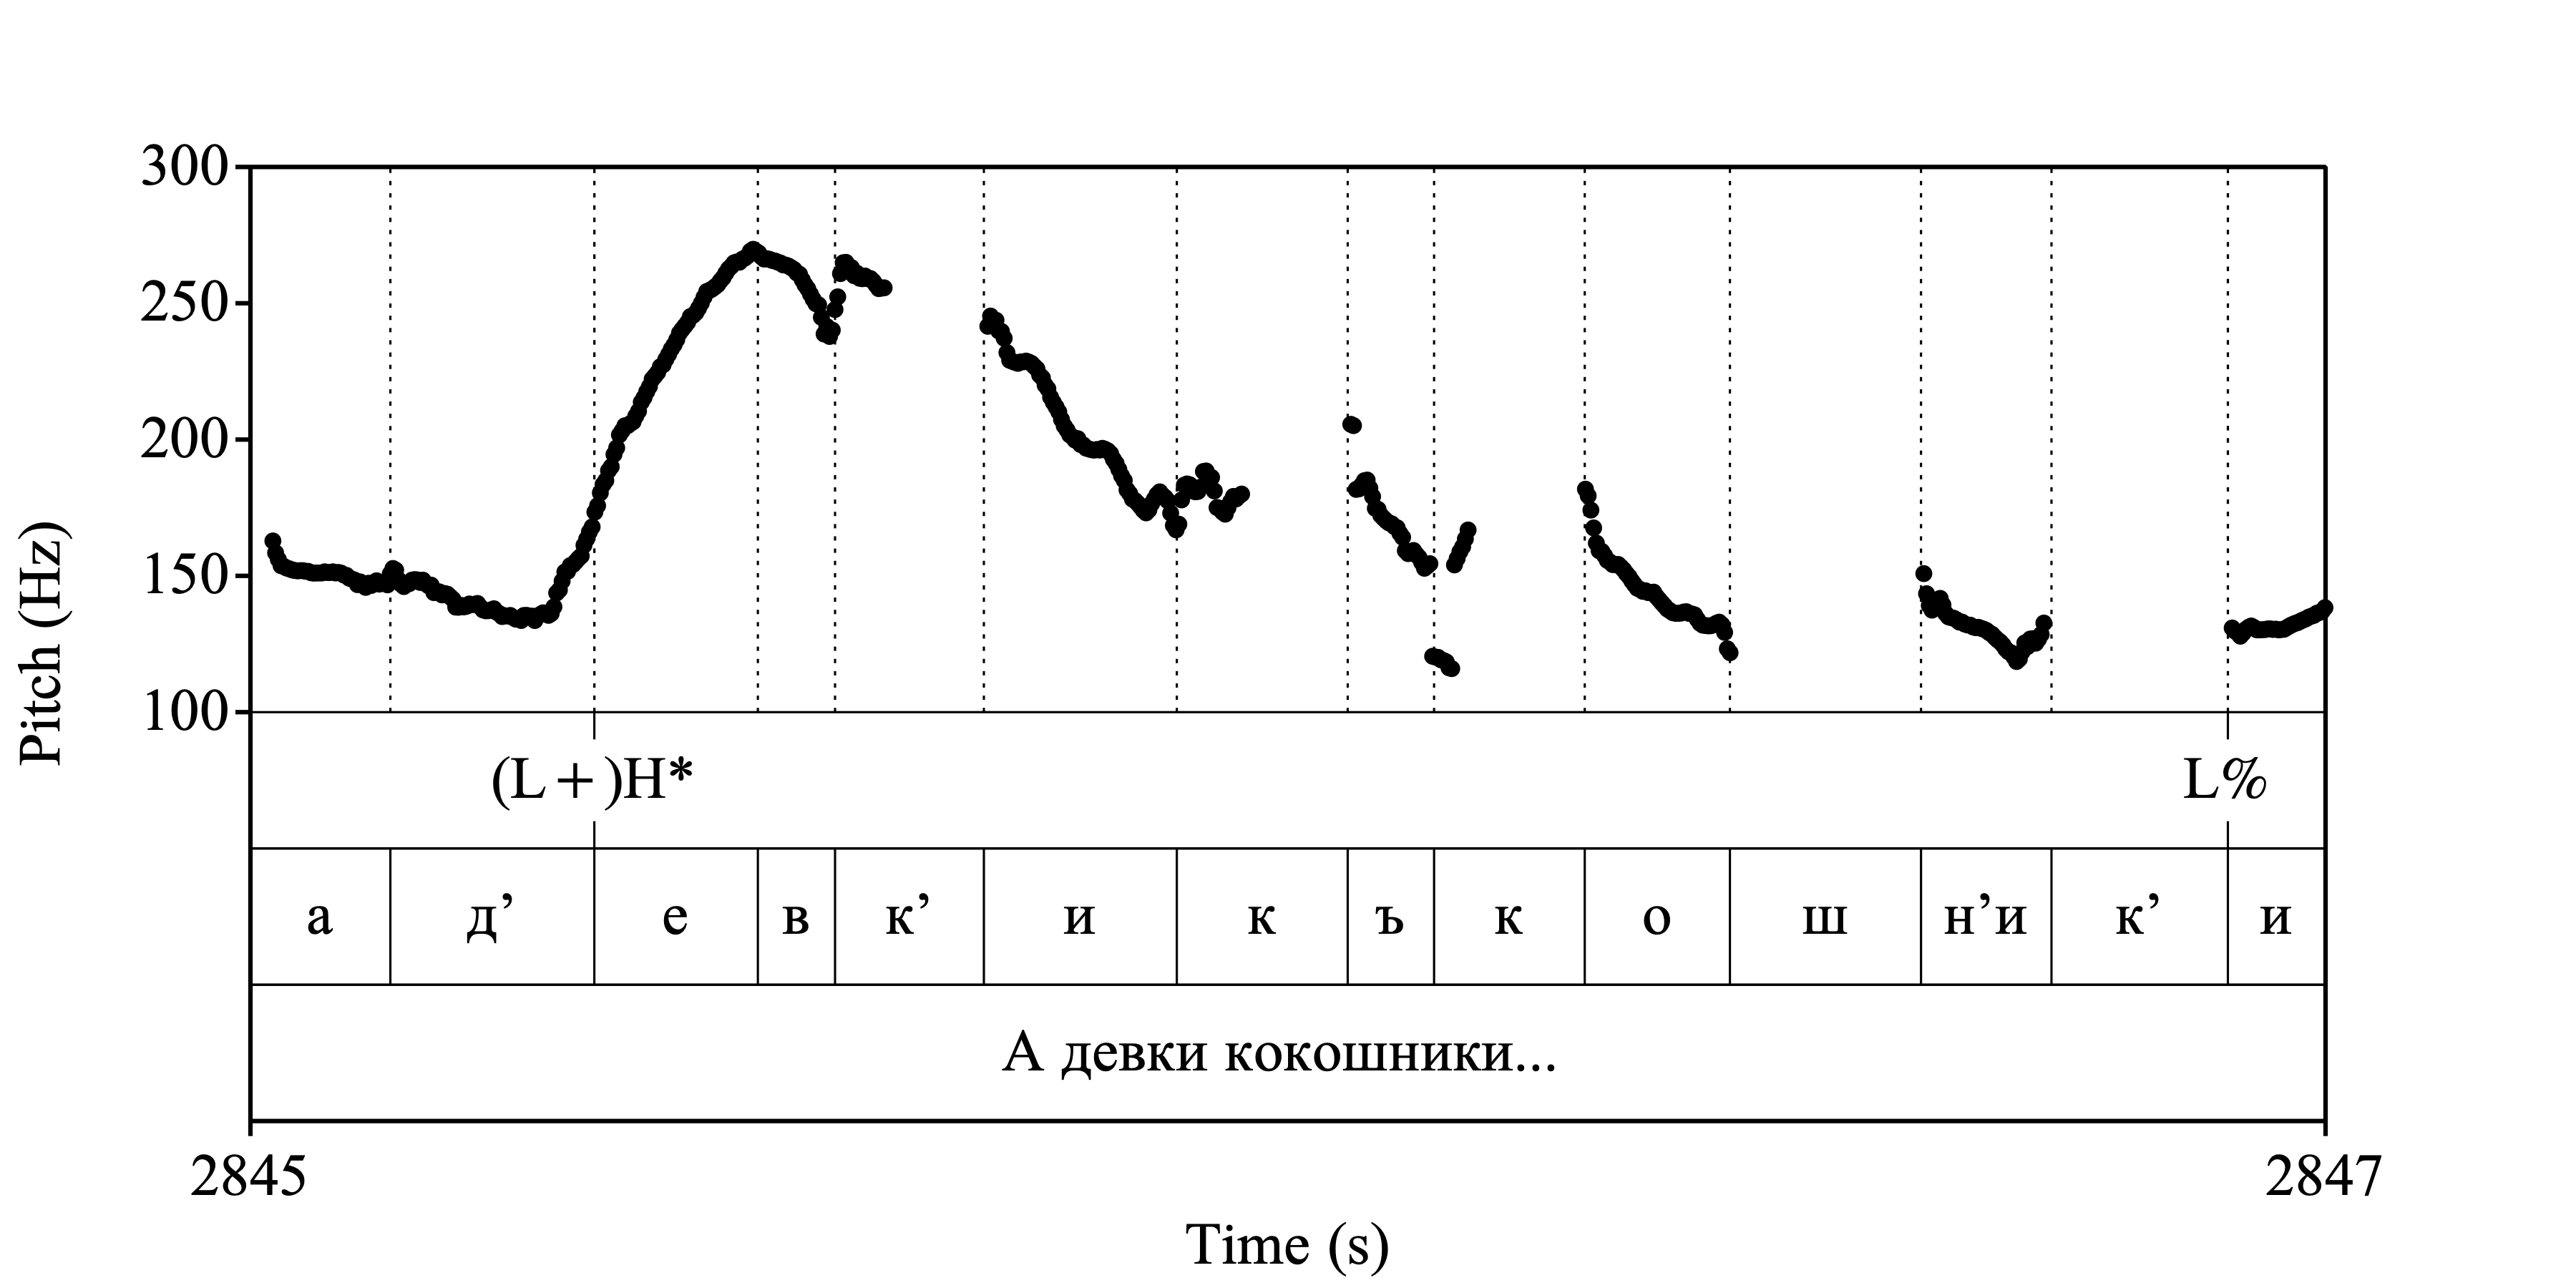 Pitch (Hz)
300
250
200
150
100
(L+)H* L%
а д’ е в к’ и к ъ к о ш н’и к’ и
А девки кокошники...
2845 2847
Time (s)